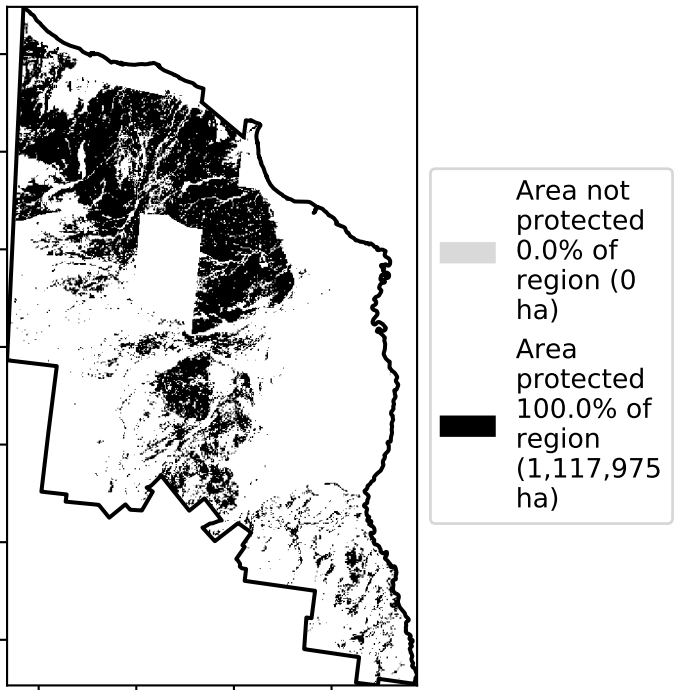 Area not
protected
0.0% of
region (0
ha)
Area
protected
100.0% of
region
(1,117,975
ha)